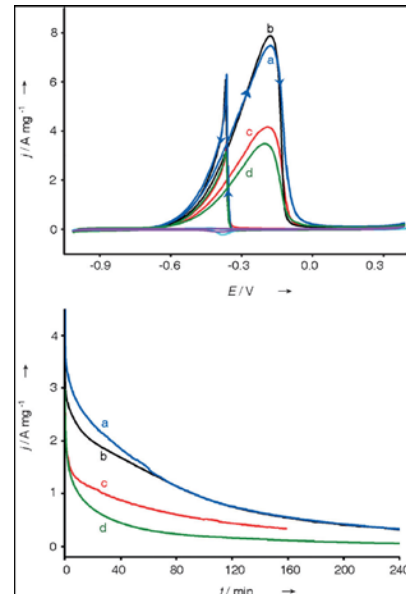 8
6
4
2
0
j / A mg⁻¹ →
b
a
c
d
-0.9 -0.6 -0.3 0.0 0.3
E / V →
4
3
2
1
0
j / A mg⁻¹ →
a
b
c
d
0 40 80 120 160 200 240
t / min →